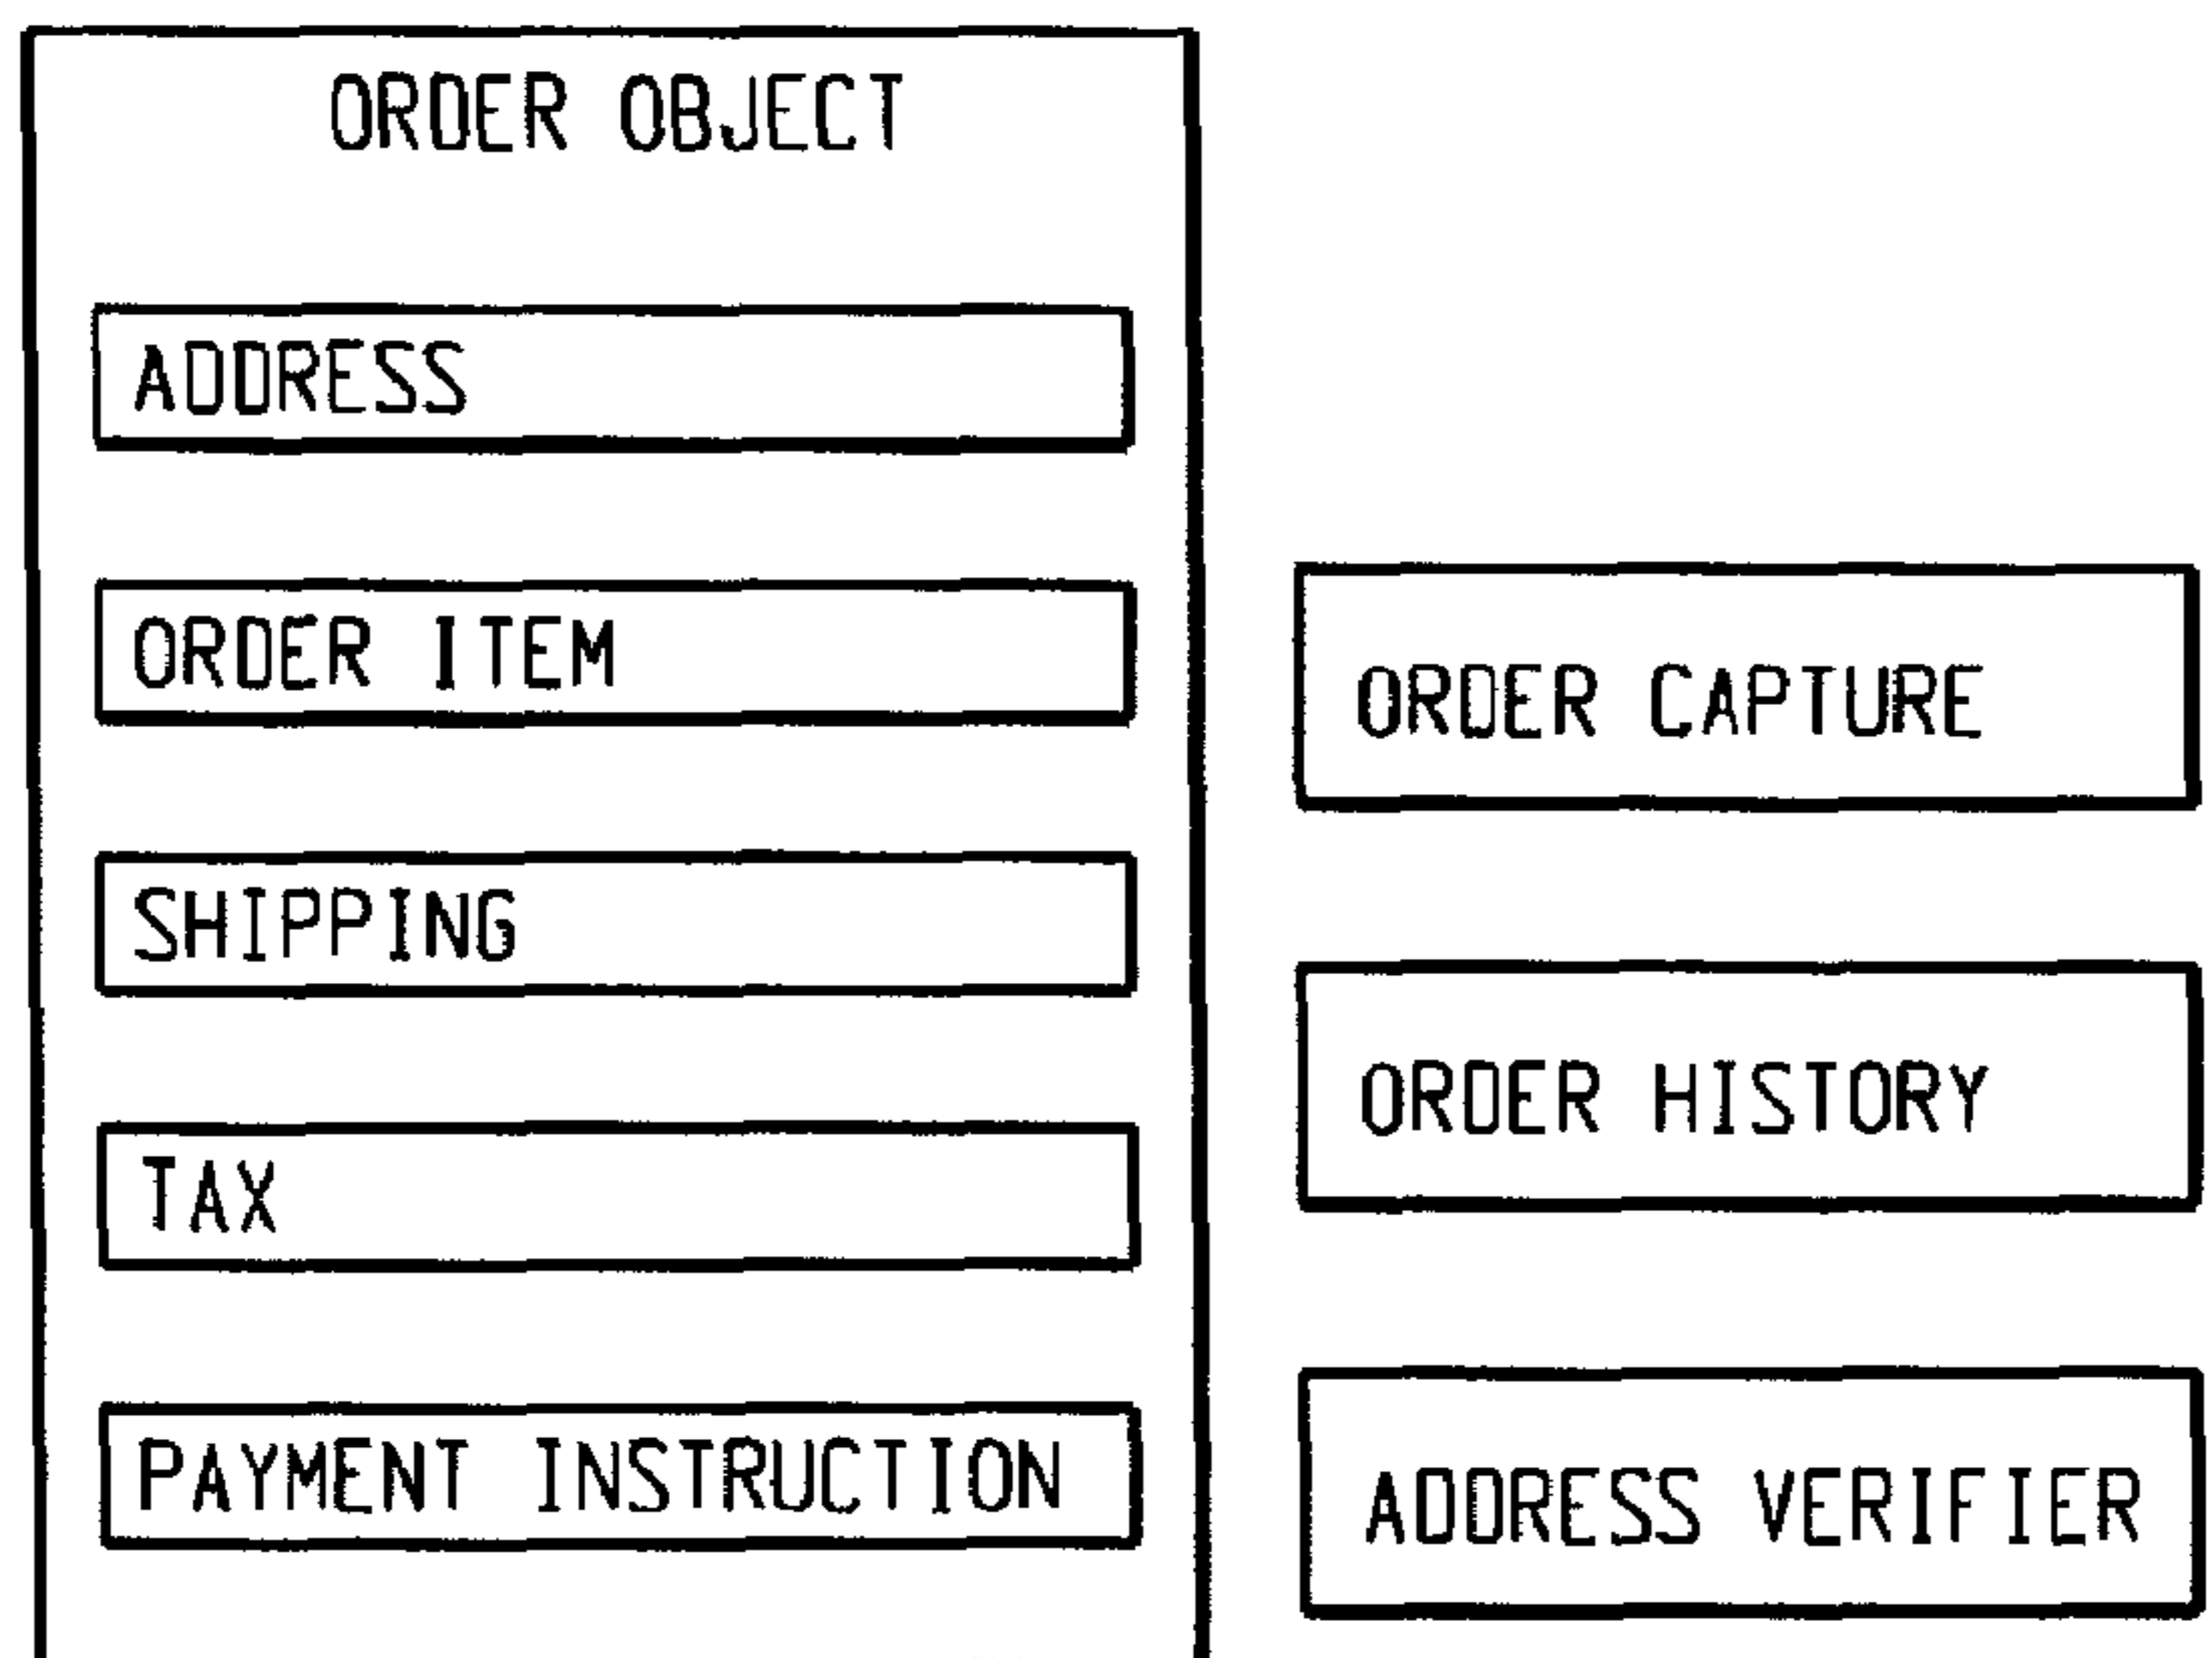 ORDER OBJECT
ADDRESS
ORDER ITEM
SHIPPING
TAX
PAYMENT INSTRUCTION
ORDER CAPTURE
ORDER HISTORY
ADDRESS VERIFIER